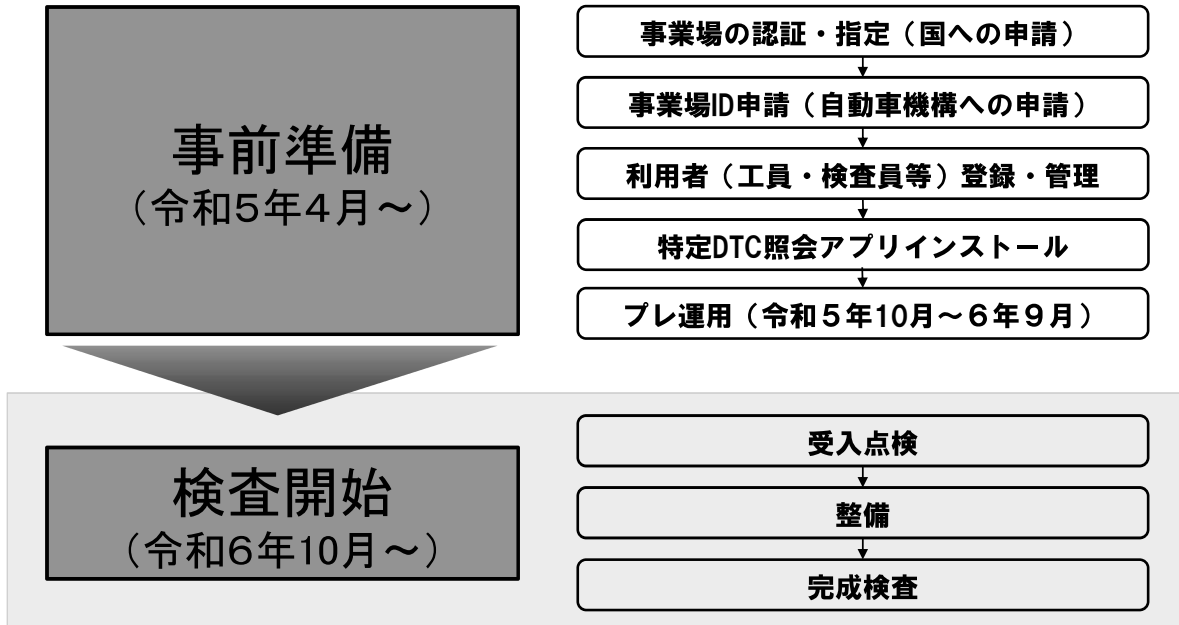 事前準備
（令和５年４月～）
事業場の認証・指定（国への申請）
事業場ID申請（自動車機構への申請）
利用者（工員・検査員等）登録・管理
特定DTC照会アプリインストール
プレ運用（令和５年10月～６年９月）
検査開始
（令和６年10月～）
受入点検
整備
完成検査